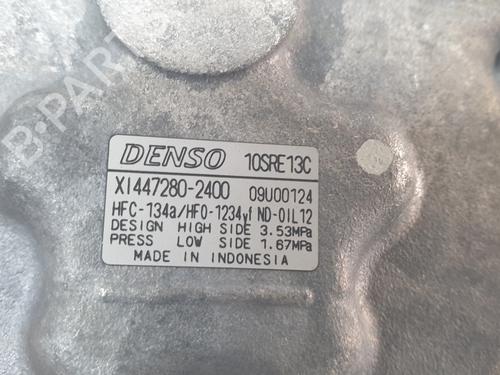 B-PARTS
DENSO 10SRE13C
XI447280-2400 09U00124
HFC-134a/HFO-1234yf ND-OIL12
DESIGN HIGH SIDE 3.53MPa
PRESS LOW SIDE 1.67MPa
MADE IN INDONESIA